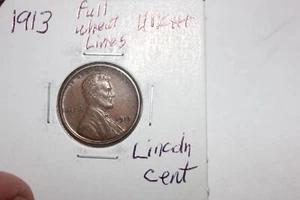 1913
Full
wheat
Lines
Lincoln
cent